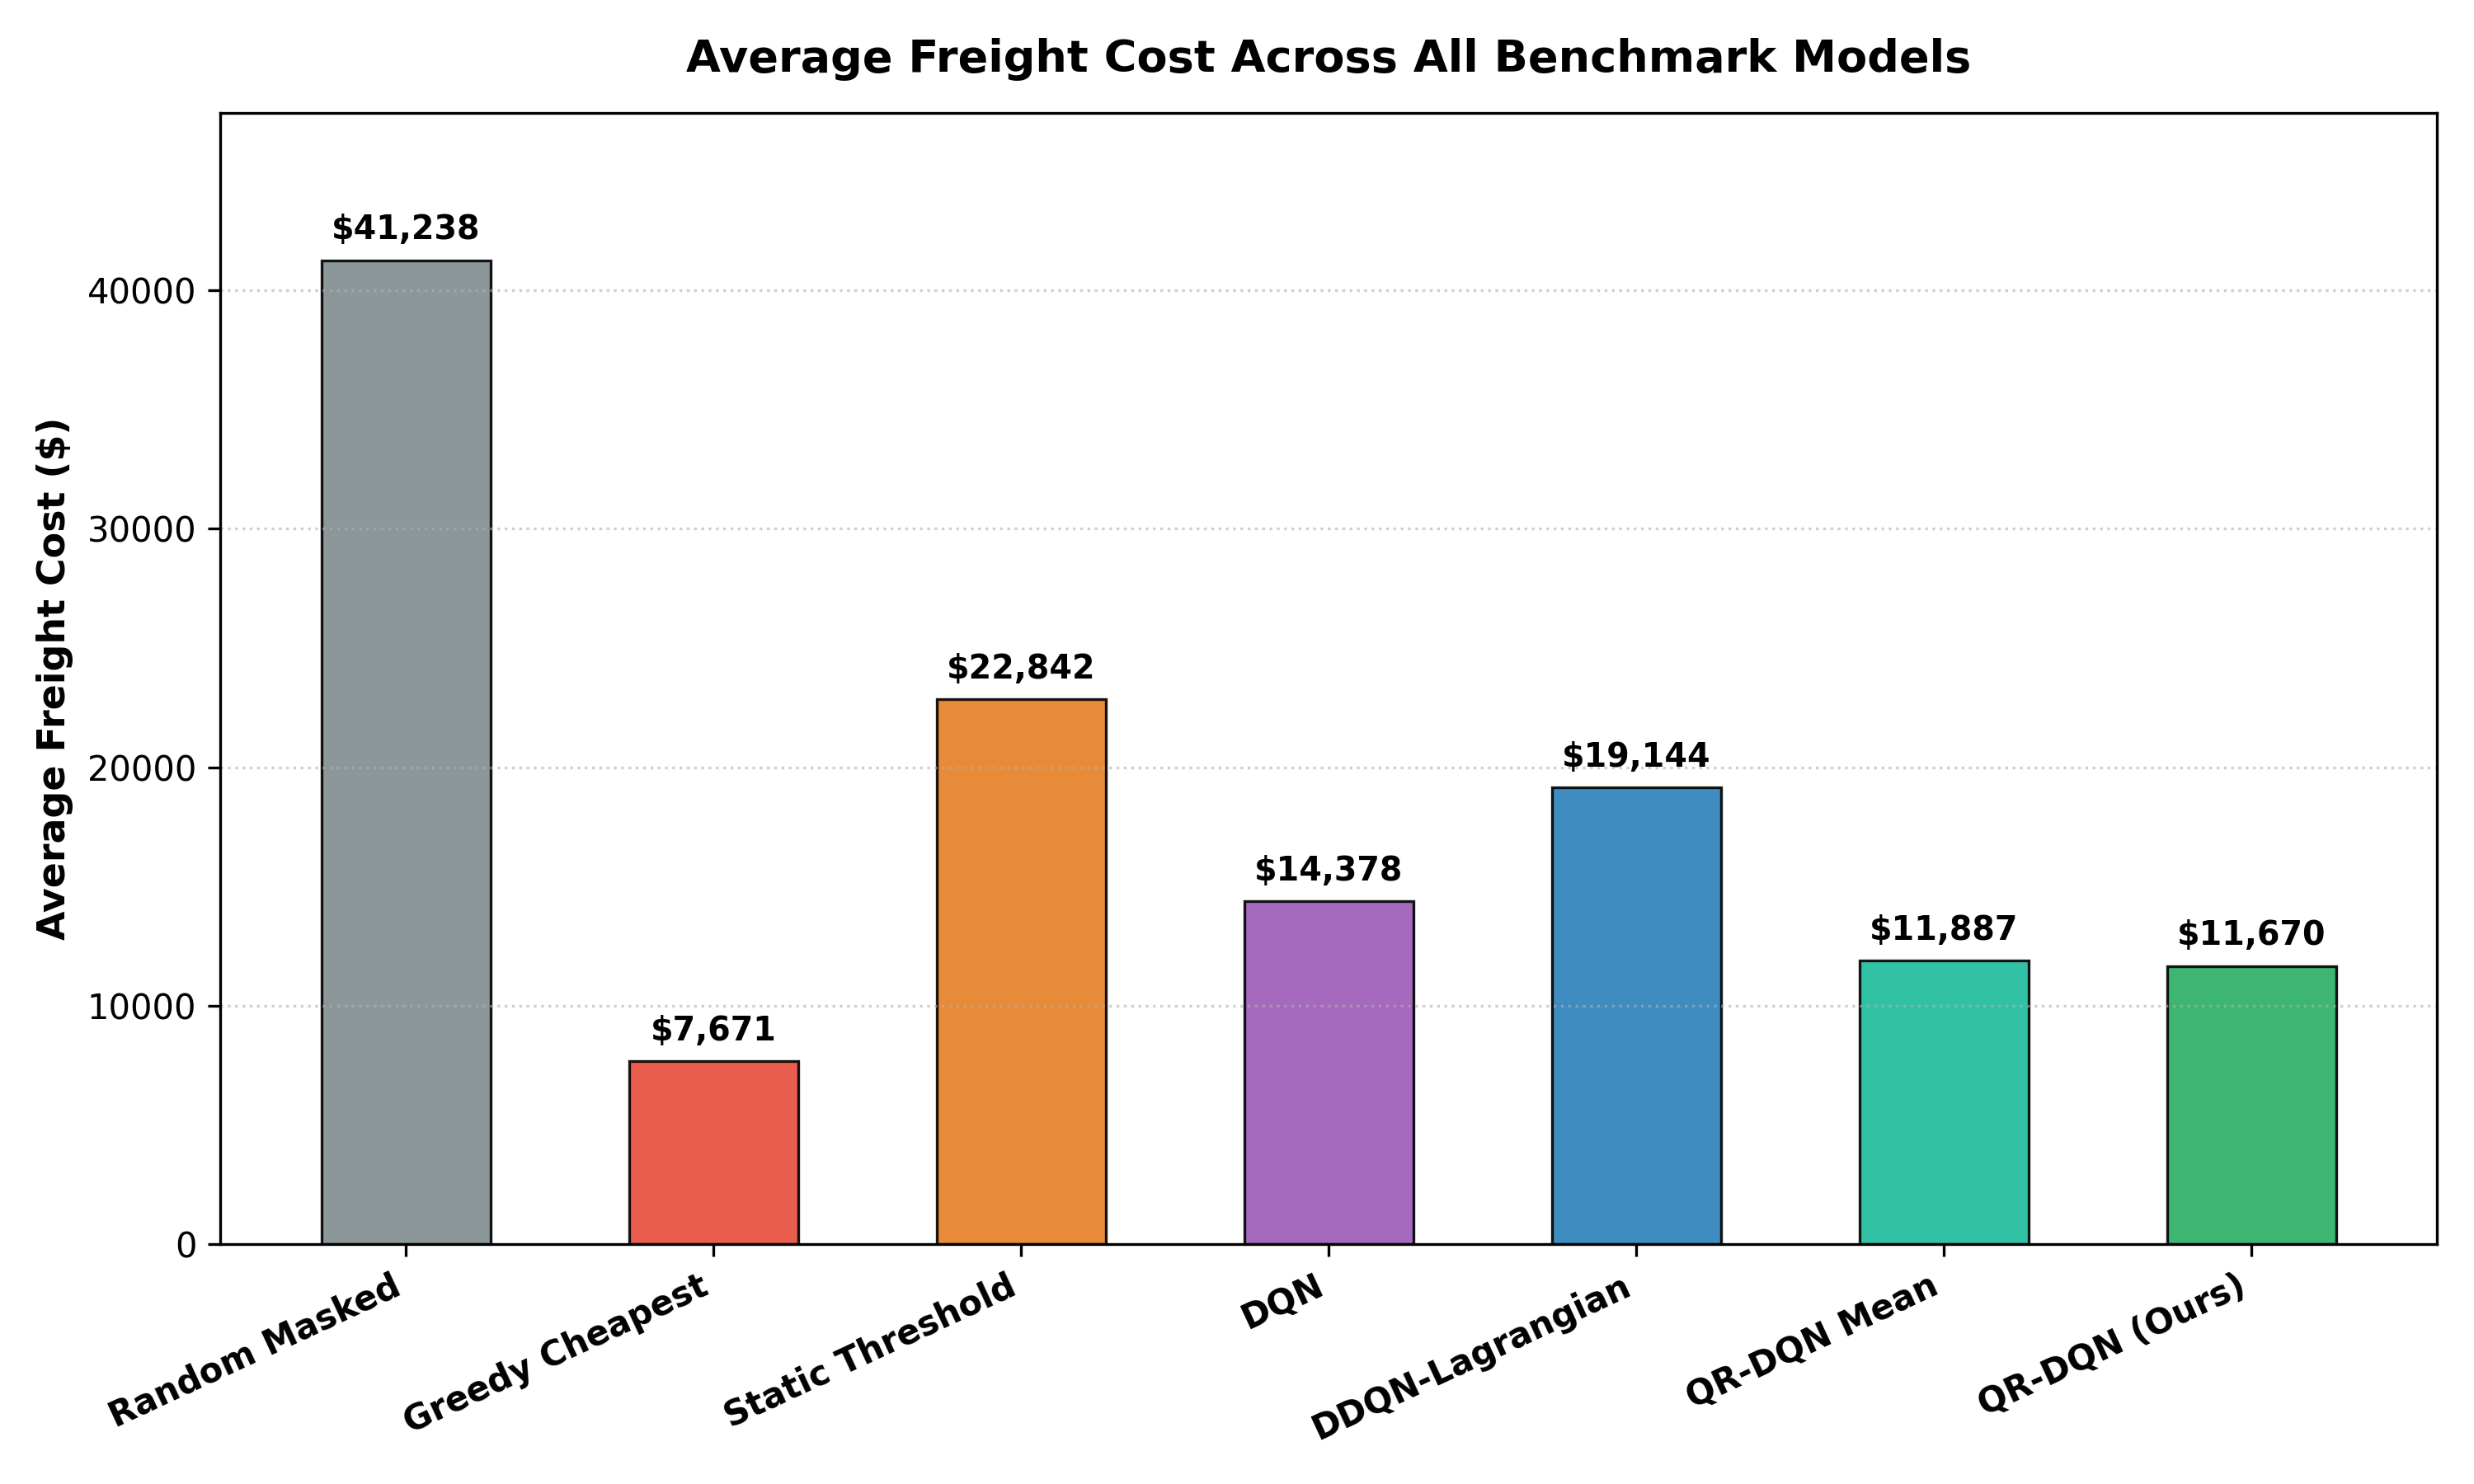 Average Freight Cost Across All Benchmark Models
Average Freight Cost ($)
40000
30000
20000
10000
0
$41,238
$7,671
$22,842
$14,378
$19,144
$11,887
$11,670
Random Masked
Greedy Cheapest
Static Threshold
DQN
DDQN-Lagrangian
QR-DQN Mean
QR-DQN (Ours)